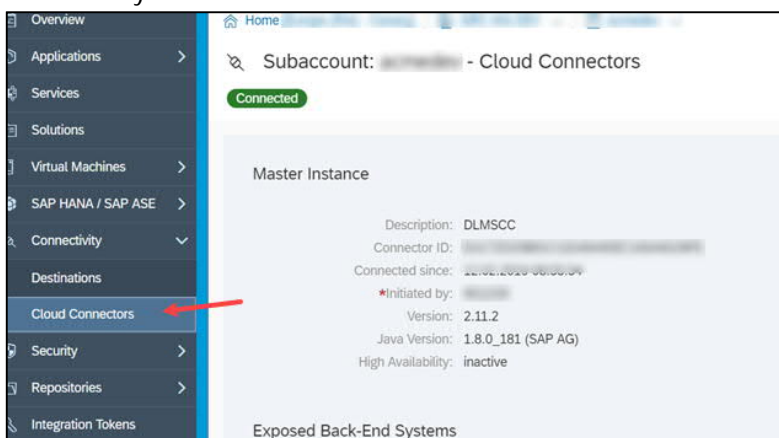 Overview
Applications
Services
Solutions
Virtual Machines
SAP HANA / SAP ASE
Connectivity
Destinations
Cloud Connectors
Security
Repositories
Integration Tokens
Home
Subaccount: - Cloud Connectors
Connected
Master Instance
Description: DLMSCC
Connector ID:
Connected since:
*Initiated by:
Version: 2.11.2
Java Version: 1.8.0_181 (SAP AG)
High Availability: inactive
Exposed Back-End Systems